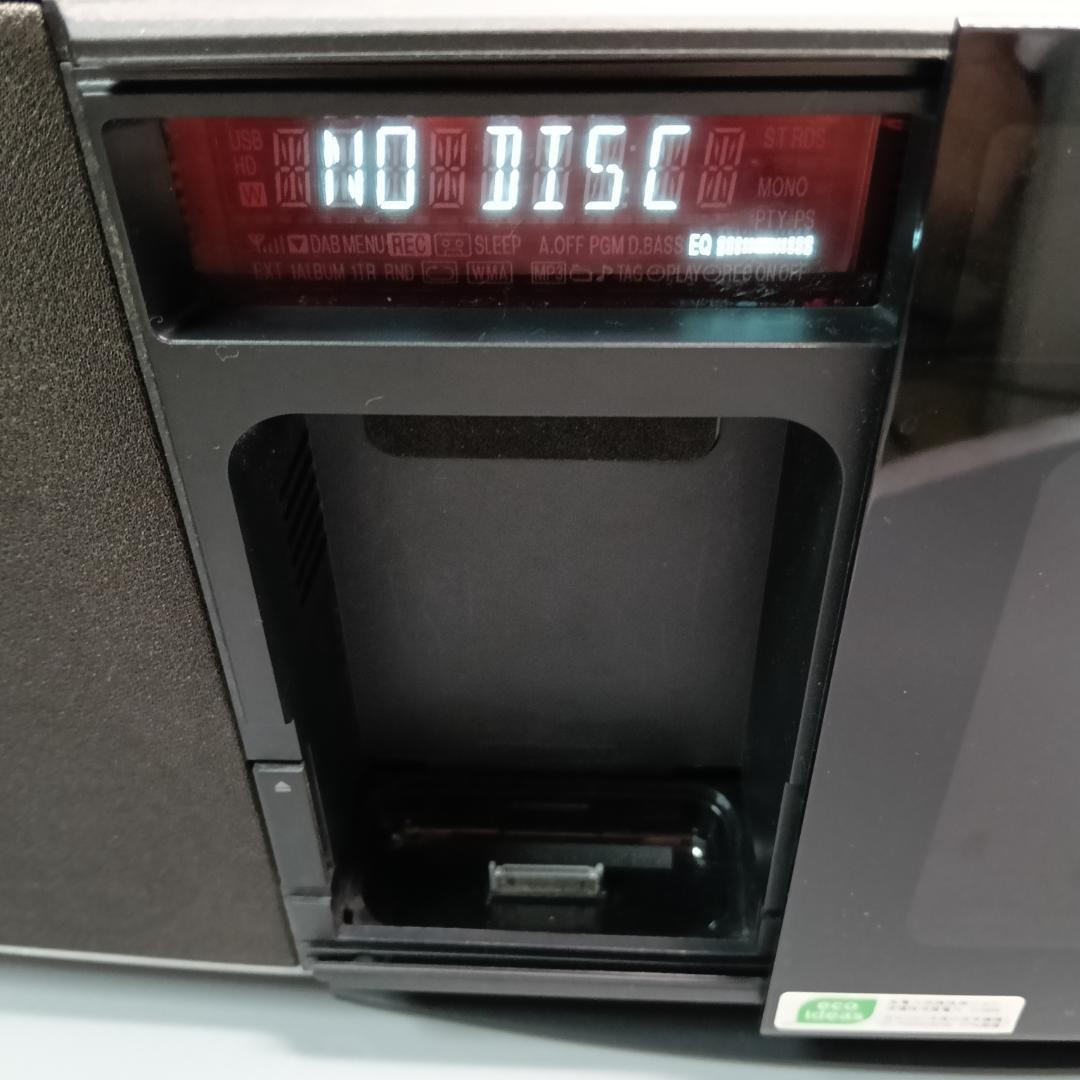 USB
HD
W
NO DISC
ST RDS
MONO
PTY PS
DAB MENU REC SLEEP A.OFF PGM D.BASS EQ
EXT 1ALBUM 1TR RND WMA MP3 TAG PLAY REC ON OFF
eco
ideas